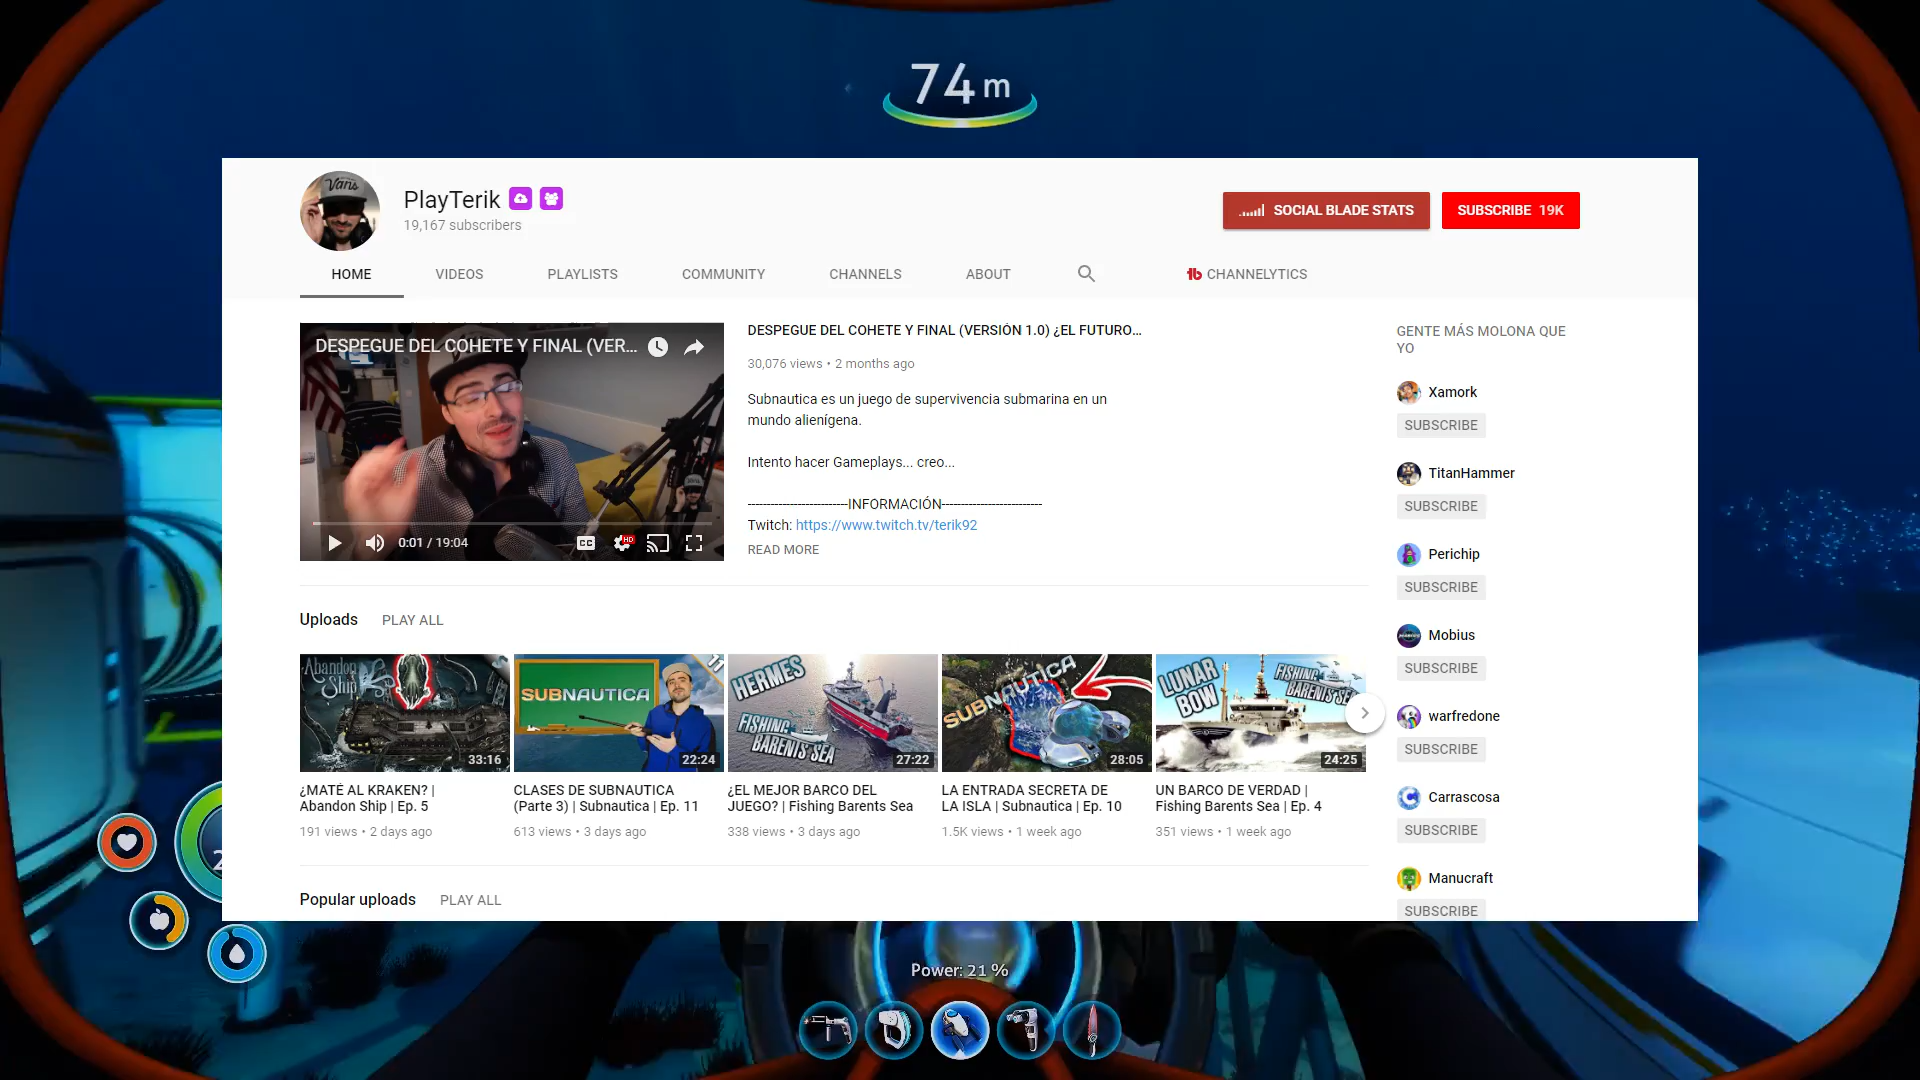 74 m
PlayTerik
19,167 subscribers
SOCIAL BLADE STATS
SUBSCRIBE 19K
HOME
VIDEOS
PLAYLISTS
COMMUNITY
CHANNELS
ABOUT
CHANNELYTICS
Vans
DESPEGUE DEL COHETE Y FINAL (VER...
0:01 / 19:04
CC
HD
DESPEGUE DEL COHETE Y FINAL (VERSIÓN 1.0) ¿EL FUTURO...
30,076 views • 2 months ago
Subnautica es un juego de supervivencia submarina en un
mundo alienígena.
Intento hacer Gameplays... creo...
-------------------------INFORMACIÓN-------------------------
Twitch: https://www.twitch.tv/terik92
READ MORE
GENTE MÁS MOLONA QUE
YO
Xamork
SUBSCRIBE
TitanHammer
SUBSCRIBE
Perichip
SUBSCRIBE
Mobius
SUBSCRIBE
warfredone
SUBSCRIBE
Carrascosa
SUBSCRIBE
Manucraft
SUBSCRIBE
Uploads PLAY ALL
Abandon
Ship
33:16
¿MATÉ AL KRAKEN? |
Abandon Ship | Ep. 5
191 views • 2 days ago
SUBNAUTICA
11
22:24
CLASES DE SUBNAUTICA
(Parte 3) | Subnautica | Ep. 11
613 views • 3 days ago
HERMES
FISHING
BARENTS SEA
27:22
¿EL MEJOR BARCO DEL
JUEGO? | Fishing Barents Sea
338 views • 3 days ago
SUBNAUTICA
28:05
LA ENTRADA SECRETA DE
LA ISLA | Subnautica | Ep. 10
1.5K views • 1 week ago
LUNAR
BOW
FISHING
BARENTS SEA
24:25
UN BARCO DE VERDAD |
Fishing Barents Sea | Ep. 4
351 views • 1 week ago
Popular uploads PLAY ALL
2
Power: 21 %